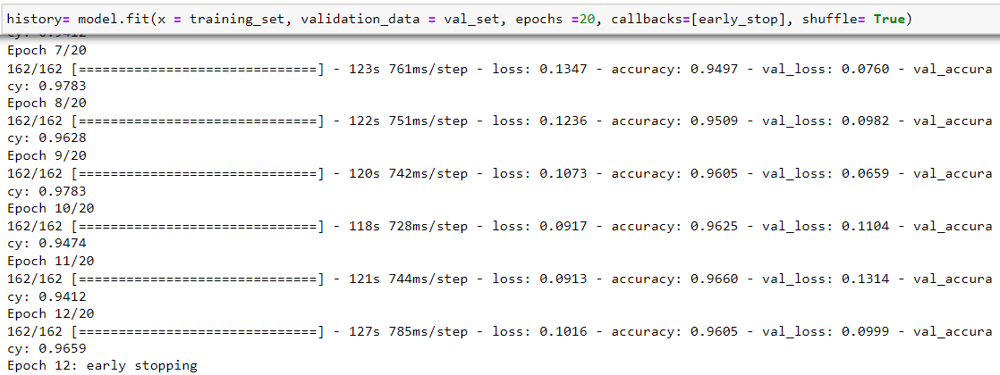 history= model.fit(x = training_set, validation_data = val_set, epochs =20, callbacks=[early_stop], shuffle= True)
cy: 0.9412
Epoch 7/20
162/162 [==============================] - 123s 761ms/step - loss: 0.1347 - accuracy: 0.9497 - val_loss: 0.0760 - val_accura
cy: 0.9783
Epoch 8/20
162/162 [==============================] - 122s 751ms/step - loss: 0.1236 - accuracy: 0.9509 - val_loss: 0.0982 - val_accura
cy: 0.9628
Epoch 9/20
162/162 [==============================] - 120s 742ms/step - loss: 0.1073 - accuracy: 0.9605 - val_loss: 0.0659 - val_accura
cy: 0.9783
Epoch 10/20
162/162 [==============================] - 118s 728ms/step - loss: 0.0917 - accuracy: 0.9625 - val_loss: 0.1104 - val_accura
cy: 0.9474
Epoch 11/20
162/162 [==============================] - 121s 744ms/step - loss: 0.0913 - accuracy: 0.9660 - val_loss: 0.1314 - val_accura
cy: 0.9412
Epoch 12/20
162/162 [==============================] - 127s 785ms/step - loss: 0.1016 - accuracy: 0.9605 - val_loss: 0.0999 - val_accura
cy: 0.9659
Epoch 12: early stopping